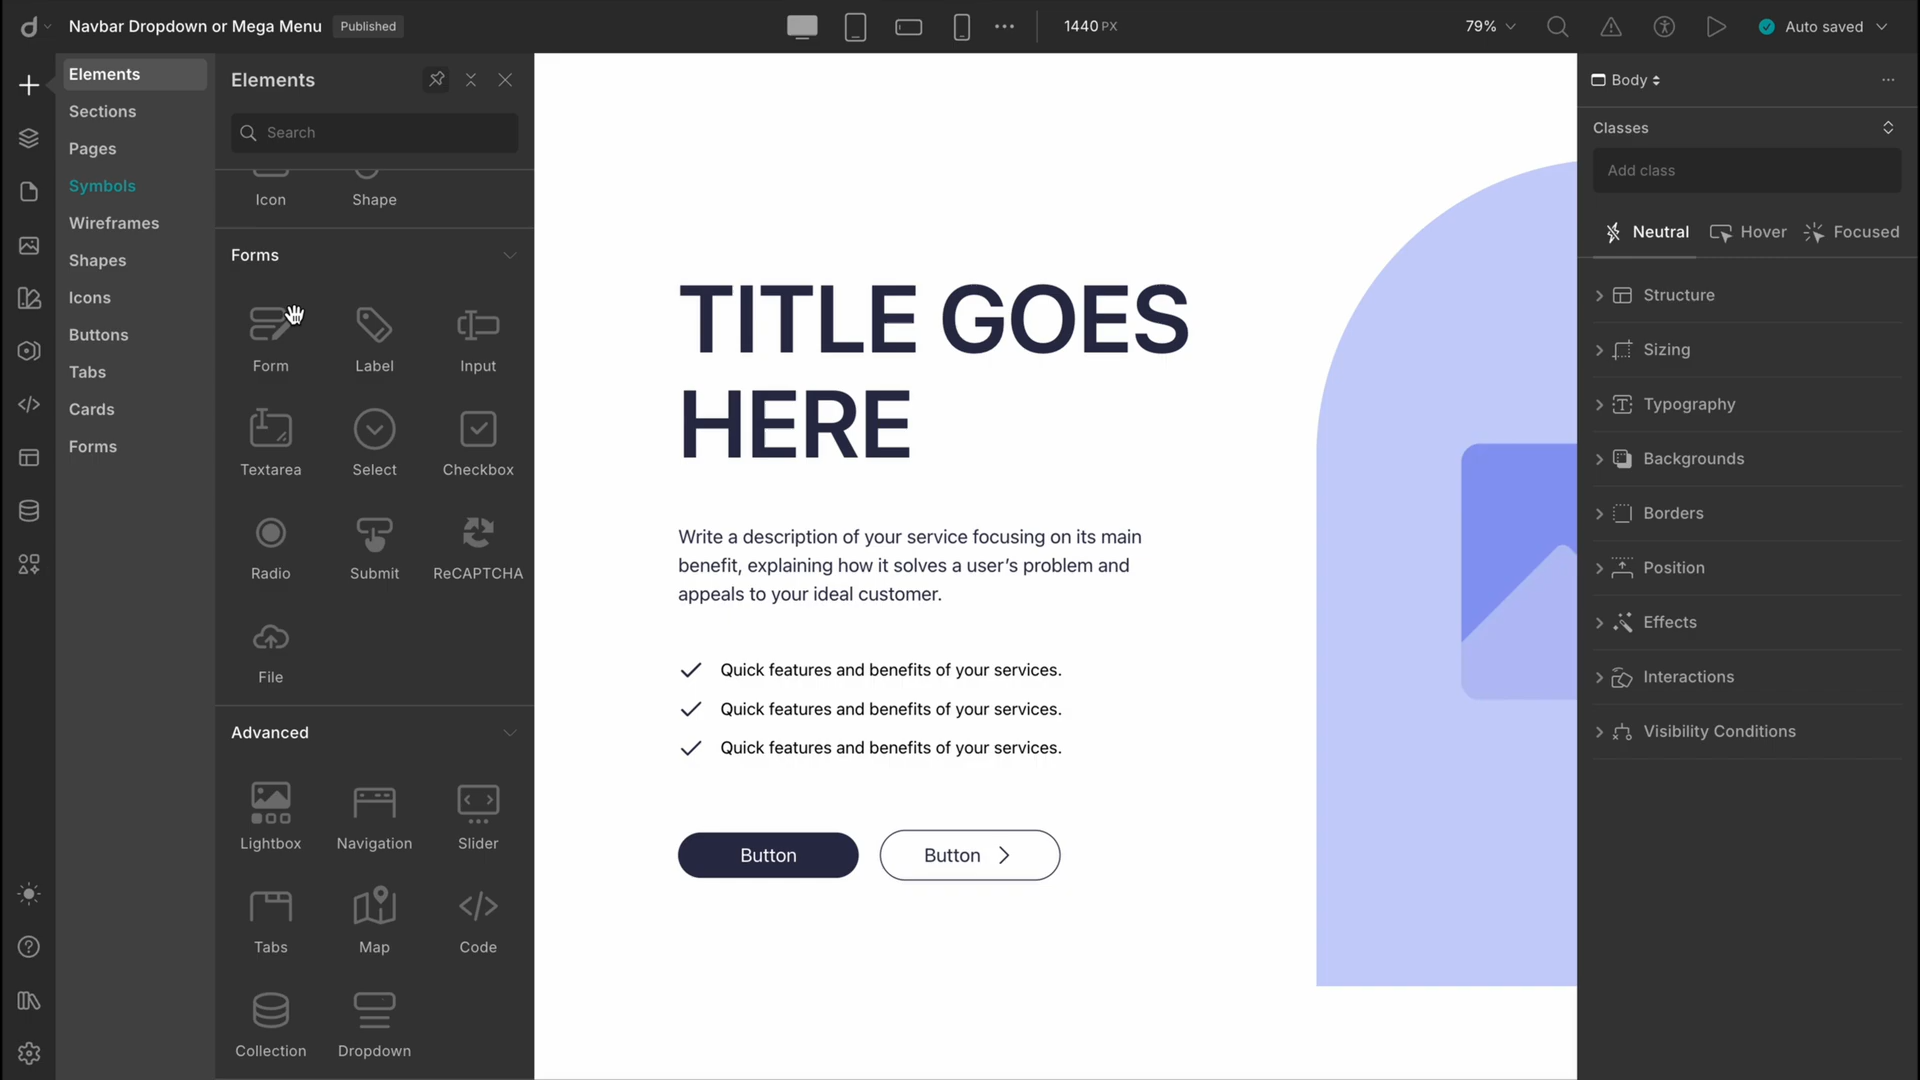 Navbar Dropdown or Mega Menu
Published
1440 PX
79%
Auto saved
Elements
Sections
Pages
Symbols
Wireframes
Shapes
Icons
Buttons
Tabs
Cards
Forms
Elements
Search
Icon
Shape
Forms
Form
Label
Input
Textarea
Select
Checkbox
Radio
Submit
ReCAPTCHA
File
Advanced
Lightbox
Navigation
Slider
Tabs
Map
Code
Collection
Dropdown
TITLE GOES
HERE
Write a description of your service focusing on its main
benefit, explaining how it solves a user’s problem and
appeals to your ideal customer.
Quick features and benefits of your services.
Quick features and benefits of your services.
Quick features and benefits of your services.
Button
Button
Body
Classes
Add class
Neutral
Hover
Focused
Structure
Sizing
Typography
Backgrounds
Borders
Position
Effects
Interactions
Visibility Conditions